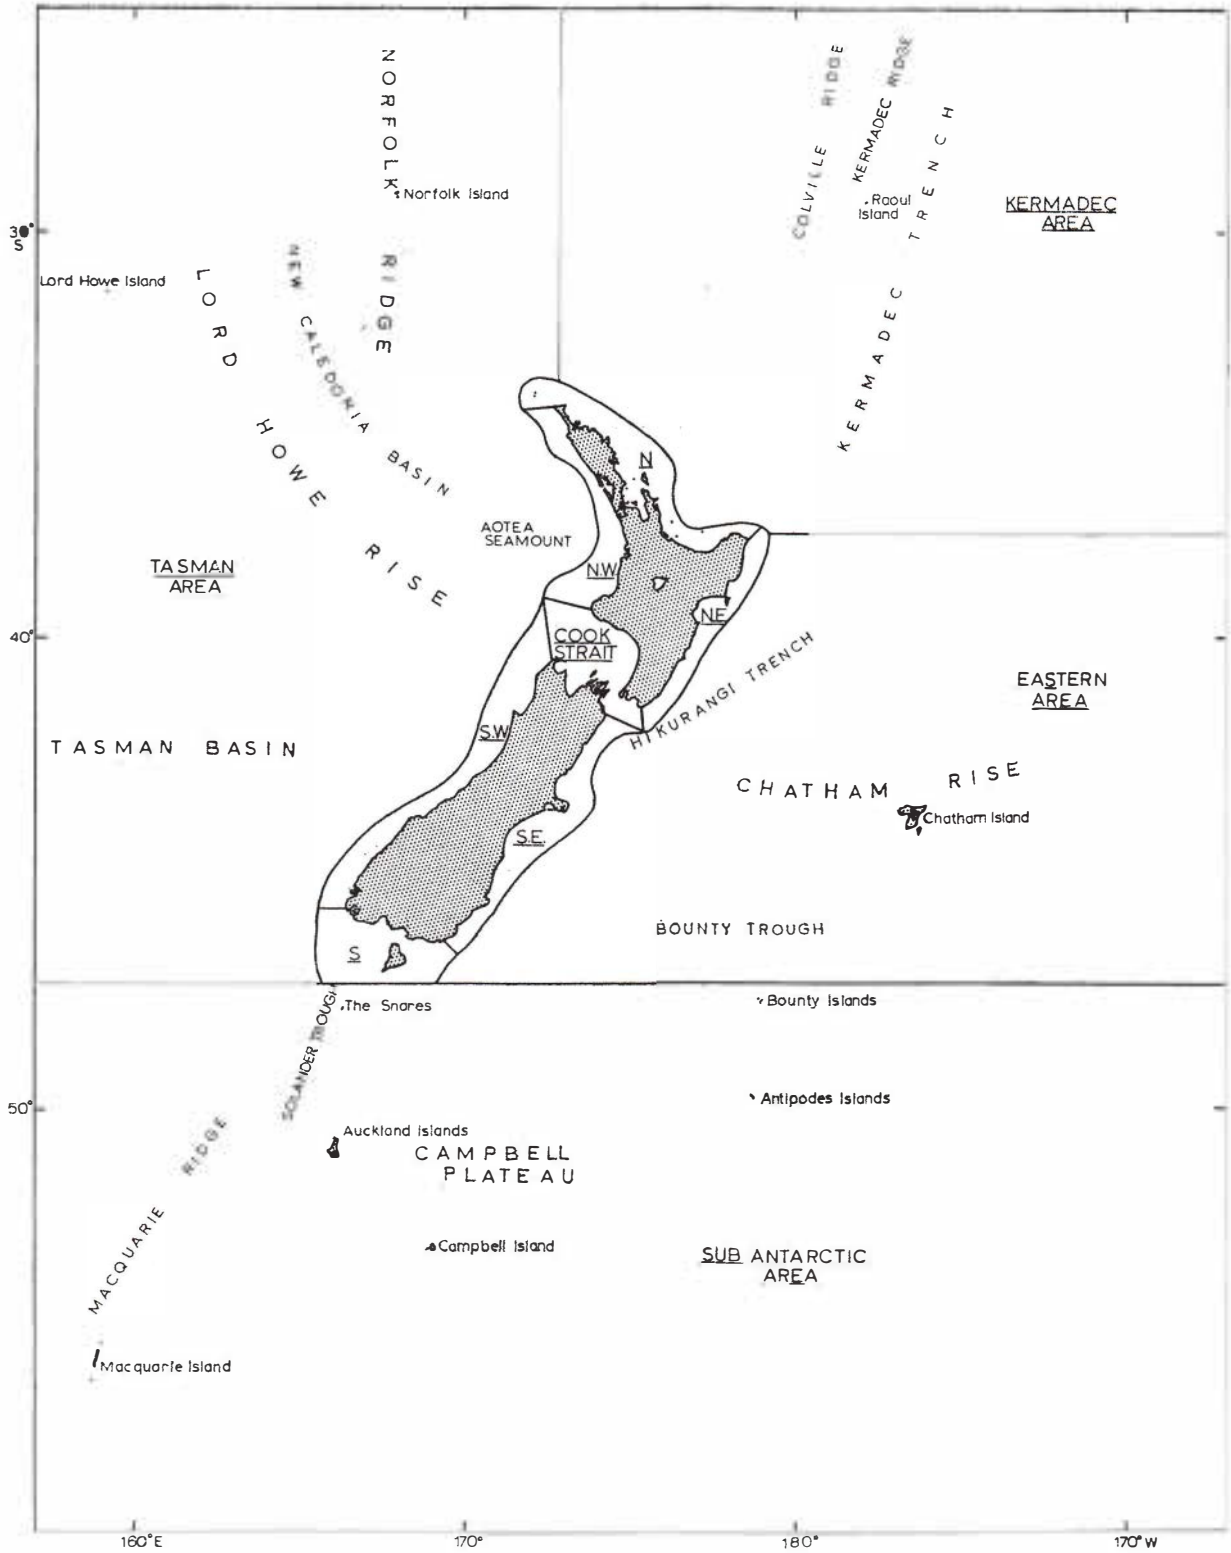 NORFOLK RIDGE
COLVILLE RIDGE
KERMADEC RIDGE
KERMADEC TRENCH
Norfolk Island
Raoul
Island
KERMADEC
AREA
30°
S
Lord Howe Island
LORD HOWE RISE
NEW CALEDONIA BASIN
N
AOTEA
SEAMOUNT
TASMAN
AREA
N.W
N.E.
40°
COOK
STRAIT
HIKURANGI TRENCH
EASTERN
AREA
S.W
TASMAN BASIN
CHATHAM RISE
Chatham Island
S.E.
BOUNTY TROUGH
S
The Snares
Bounty Islands
SOLANDER TROUGH
50°
Antipodes Islands
Auckland Islands
CAMPBELL
PLATEAU
MACQUARIE RIDGE
Campbell Island
SUB ANTARCTIC
AREA
Macquarie Island
160°E
170°
180°
170°W